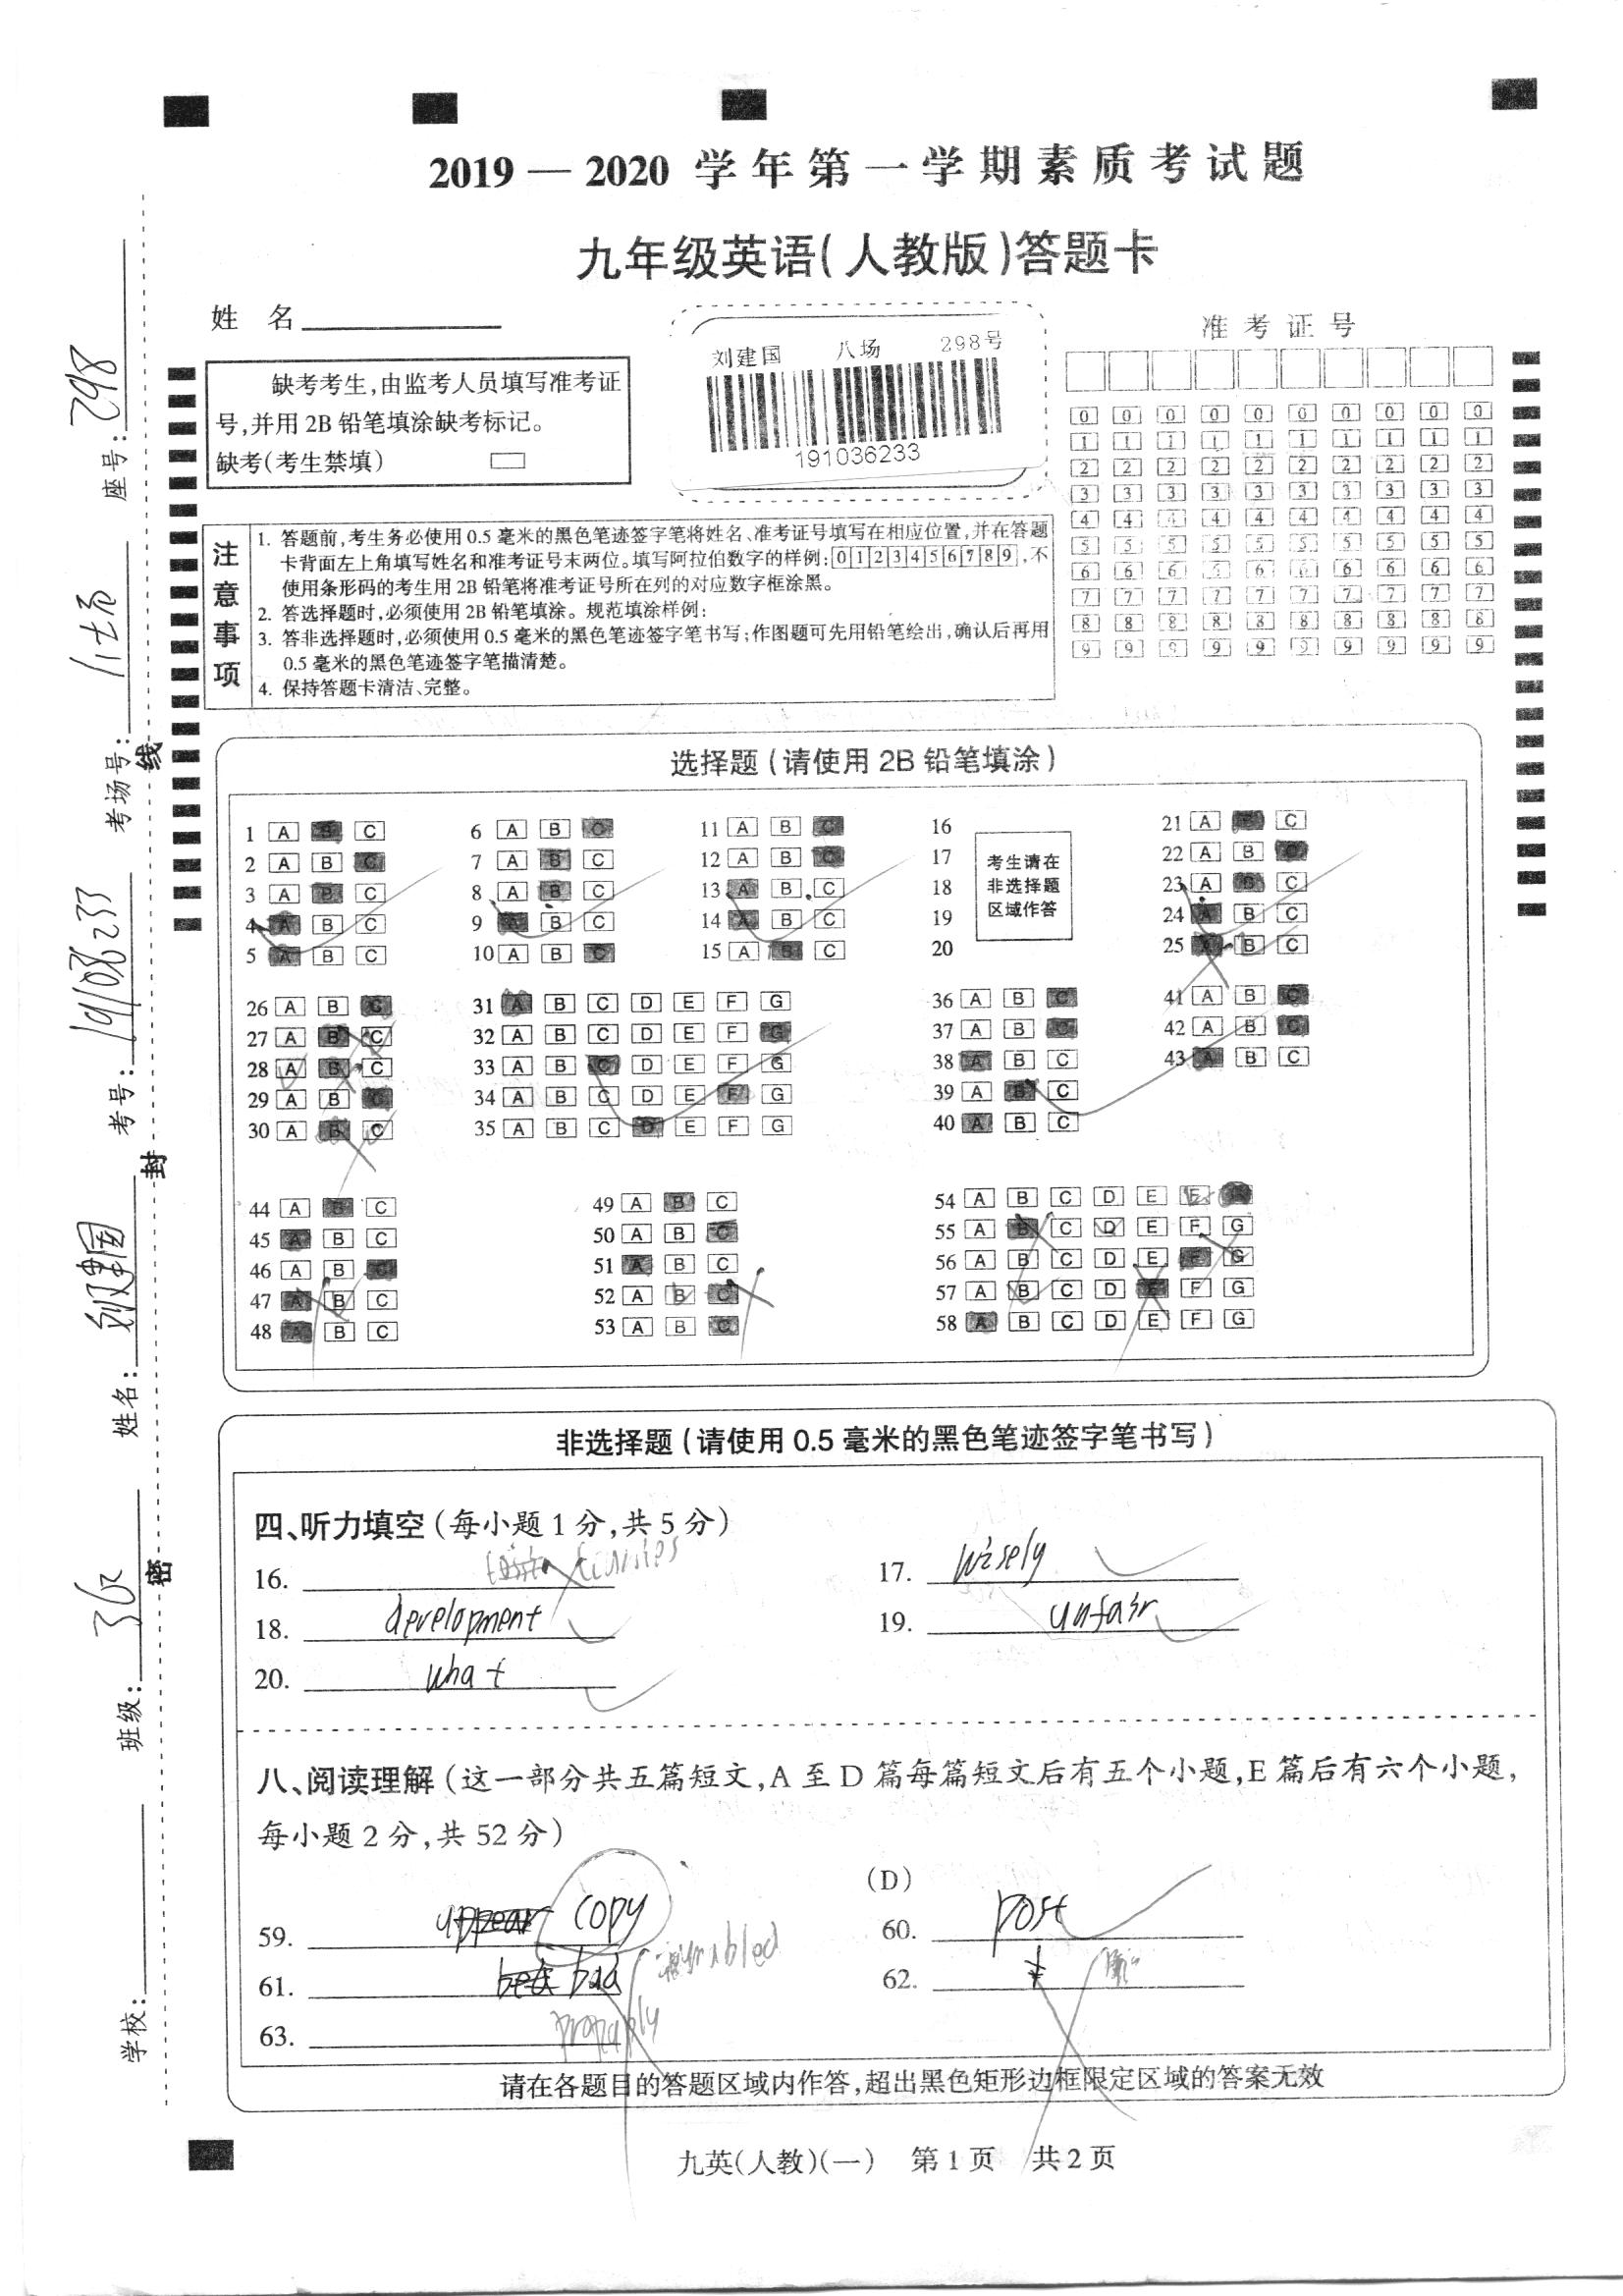 2019 — 2020 学年第一学期素质考试题
九年级英语(人教版)答题卡
姓 名
刘建国 八场 298号
191036233
准考证号
缺考考生,由监考人员填写准考证
号,并用 2B 铅笔填涂缺考标记。
缺考(考生禁填)
0 0 0 0 0 0 0 0 0 0
1 1 1 1 1 1 1 1 1 1
2 2 2 2 2 2 2 2 2 2
3 3 3 3 3 3 3 3 3 3
4 4 4 4 4 4 4 4 4 4
5 5 5 5 5 5 5 5 5 5
6 6 6 6 6 6 6 6 6 6
7 7 7 7 7 7 7 7 7 7
8 8 8 8 8 8 8 8 8 8
9 9 9 9 9 9 9 9 9 9
注意事项
1. 答题前,考生务必使用 0.5 毫米的黑色笔迹签字笔将姓名、准考证号填写在相应位置,并在答题
卡背面左上角填写姓名和准考证号末两位。填写阿拉伯数字的样例:0 1 2 3 4 5 6 7 8 9,不
使用条形码的考生用 2B 铅笔将准考证号所在列的对应数字框涂黑。
2. 答选择题时,必须使用 2B 铅笔填涂。规范填涂样例:
3. 答非选择题时,必须使用 0.5 毫米的黑色笔迹签字笔书写;作图题可先用铅笔绘出,确认后再用
0.5 毫米的黑色笔迹签字笔描清楚。
4. 保持答题卡清洁、完整。
学校: 班级: 姓名:刘建国 考号: 考场号: 座号:298
密 封 线
选择题(请使用 2B 铅笔填涂)
1 A B C 6 A B C 11 A B C 16 21 A B C
2 A B C 7 A B C 12 A B C 17 22 A B C
3 A B C 8 A B C 13 A B C 18 23 A B C
4 A B C 9 A B C 14 A B C 19 24 A B C
5 A B C 10 A B C 15 A B C 20 25 A B C
考生请在
非选择题
区域作答
26 A B C 31 A B C D E F G 36 A B C 41 A B C
27 A B C 32 A B C D E F G 37 A B C 42 A B C
28 A B C 33 A B C D E F G 38 A B C 43 A B C
29 A B C 34 A B C D E F G 39 A B C
30 A B C 35 A B C D E F G 40 A B C
44 A B C 49 A B C 54 A B C D E F G
45 A B C 50 A B C 55 A B C D E F G
46 A B C 51 A B C 56 A B C D E F G
47 A B C 52 A B C 57 A B C D E F G
48 A B C 53 A B C 58 A B C D E F G
非选择题(请使用 0.5 毫米的黑色笔迹签字笔书写)
四、听力填空(每小题 1 分,共 5 分)
16. 17. wisely
18. development 19. unfair
20. what
八、阅读理解(这一部分共五篇短文,A 至 D 篇每篇短文后有五个小题,E 篇后有六个小题,
每小题 2 分,共 52 分)
(D)
59. copy 60. post
61. bad 62.
63.
请在各题目的答题区域内作答,超出黑色矩形边框限定区域的答案无效
九英(人教)(一) 第 1 页 共 2 页